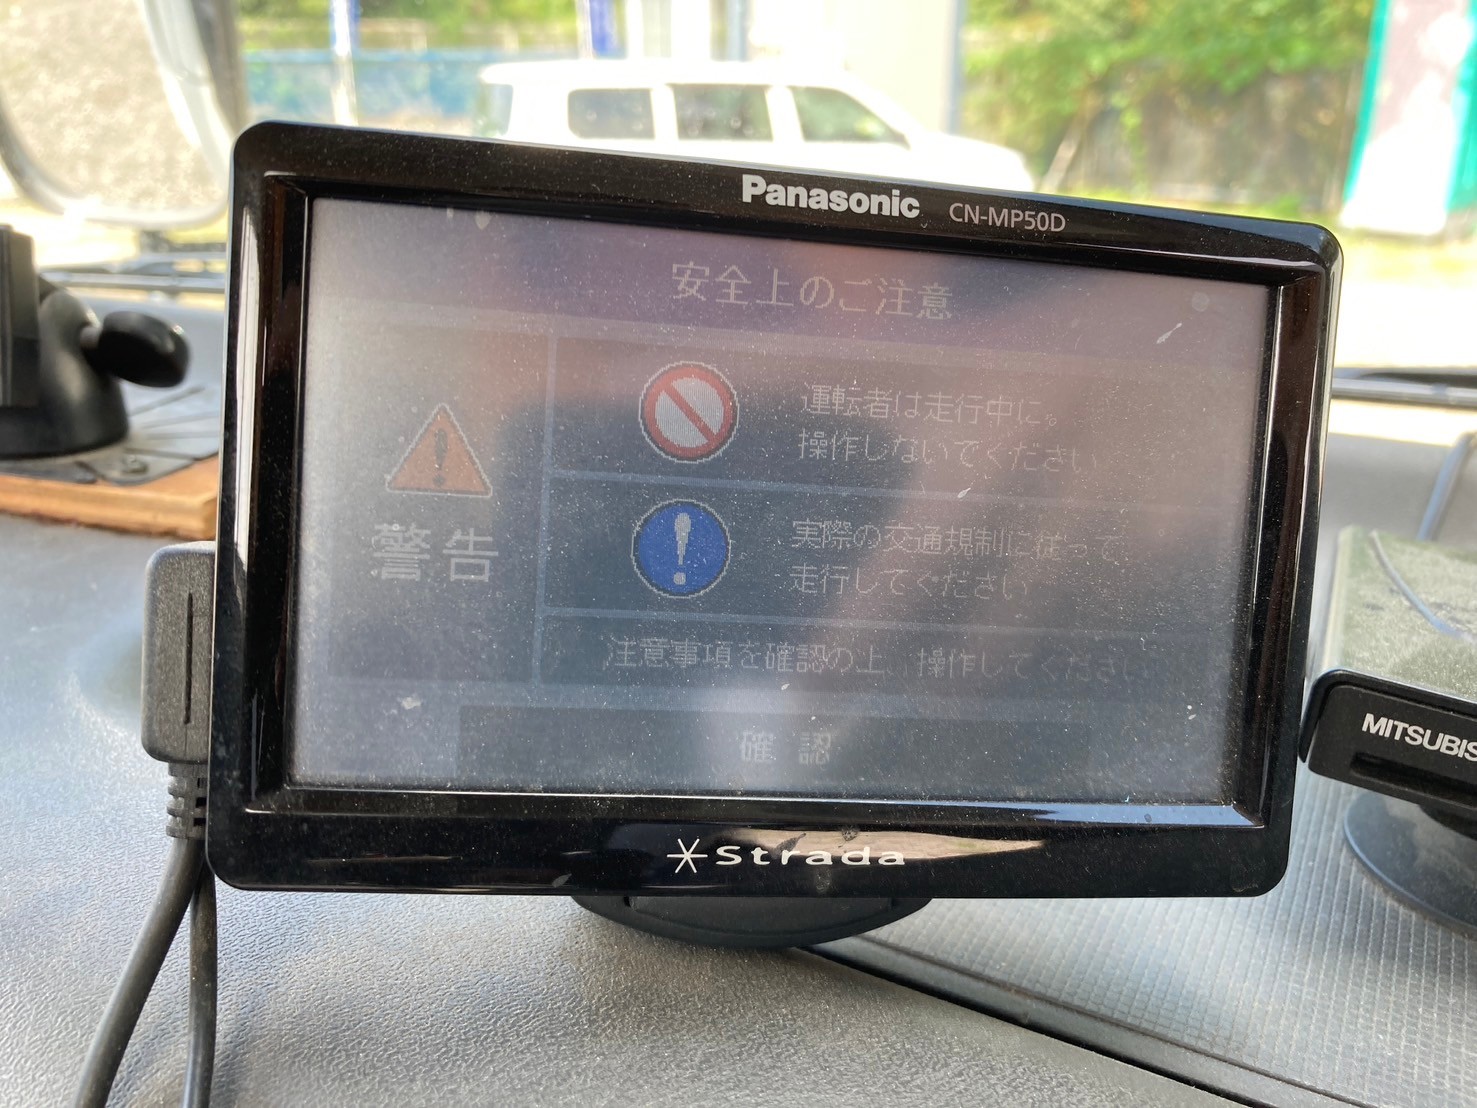 Panasonic CN-MP50D
安全上のご注意
警告
運転者は走行中に、
操作しないでください
実際の交通規制に従って
走行してください
注意事項を確認の上、操作してください
確認
Strada
MITSUBIS